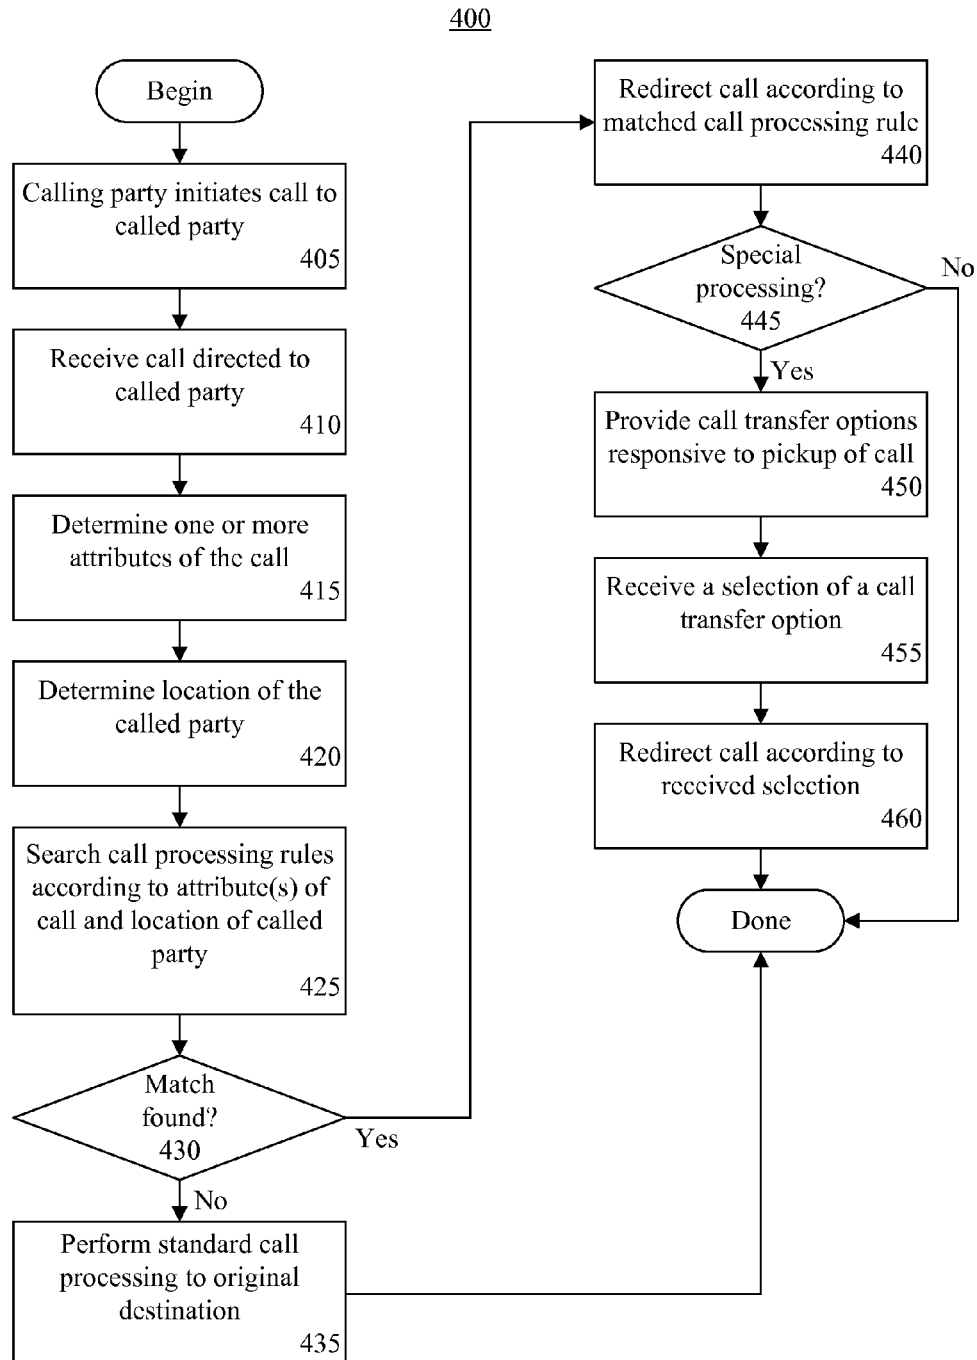 400
Begin
Calling party initiates call to
called party
405
Receive call directed to
called party
410
Determine one or more
attributes of the call
415
Determine location of the
called party
420
Search call processing rules
according to attribute(s) of
call and location of called
party
425
Match
found?
430
Yes
No
Perform standard call
processing to original
destination
435
Redirect call according to
matched call processing rule
440
Special
processing?
445
No
Yes
Provide call transfer options
responsive to pickup of call
450
Receive a selection of a call
transfer option
455
Redirect call according to
received selection
460
Done